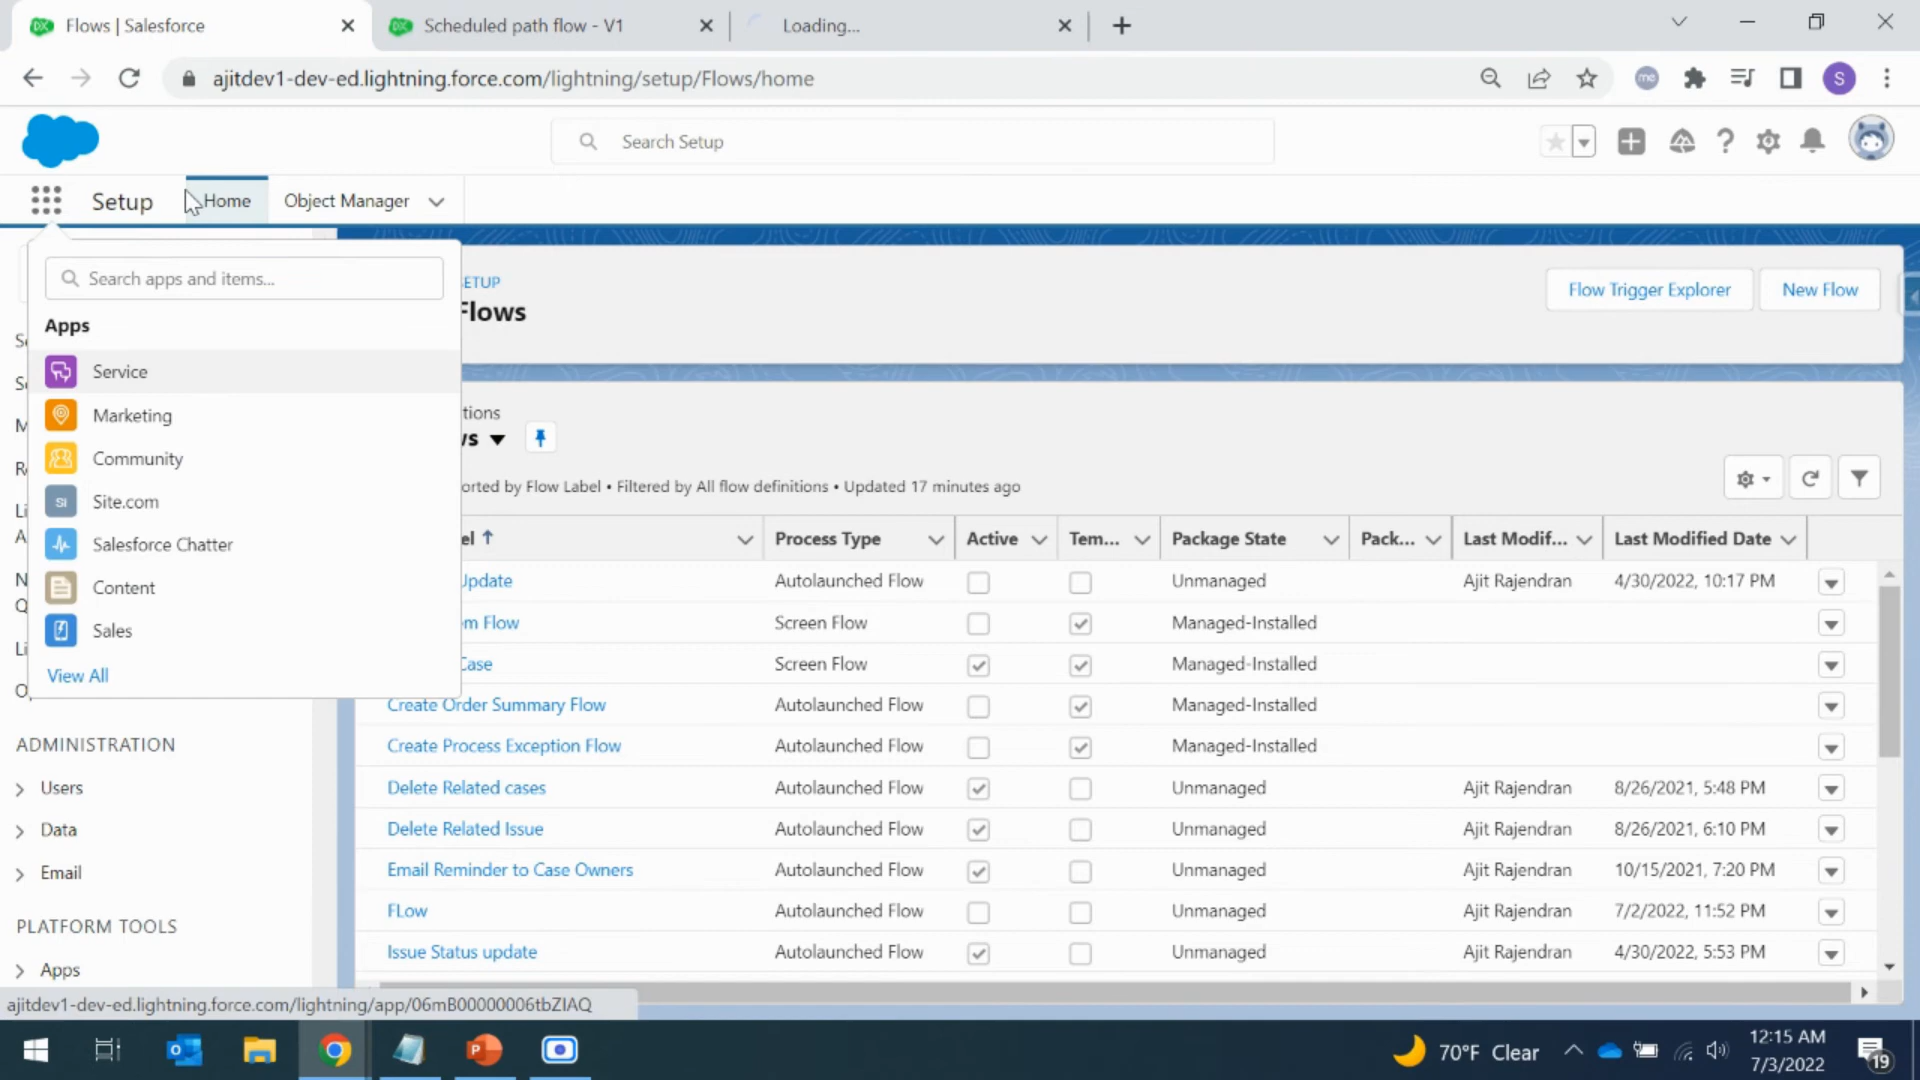 Flows | Salesforce
Scheduled path flow - V1
Loading...
ajitdev1-dev-ed.lightning.force.com/lightning/setup/Flows/home
me
S
Search Setup
Setup
Home
Object Manager
Search apps and items...
Apps
Service
Marketing
Community
SI
Site.com
Salesforce Chatter
Content
Sales
View All
ETUP
Flows
Flow Trigger Explorer
New Flow
tions
vs
orted by Flow Label • Filtered by All flow definitions • Updated 17 minutes ago
el Process Type Active Tem... Package State Pack... Last Modif... Last Modified Date
Update Autolaunched Flow Unmanaged Ajit Rajendran 4/30/2022, 10:17 PM
m Flow Screen Flow Managed-Installed
Case Screen Flow Managed-Installed
Create Order Summary Flow Autolaunched Flow Managed-Installed
Create Process Exception Flow Autolaunched Flow Managed-Installed
Delete Related cases Autolaunched Flow Unmanaged Ajit Rajendran 8/26/2021, 5:48 PM
Delete Related Issue Autolaunched Flow Unmanaged Ajit Rajendran 8/26/2021, 6:10 PM
Email Reminder to Case Owners Autolaunched Flow Unmanaged Ajit Rajendran 10/15/2021, 7:20 PM
FLow Autolaunched Flow Unmanaged Ajit Rajendran 7/2/2022, 11:52 PM
Issue Status update Autolaunched Flow Unmanaged Ajit Rajendran 4/30/2022, 5:53 PM
ADMINISTRATION
Users
Data
Email
PLATFORM TOOLS
Apps
ajitdev1-dev-ed.lightning.force.com/lightning/app/06mB00000006tbZIAQ
70°F Clear
12:15 AM
7/3/2022
19